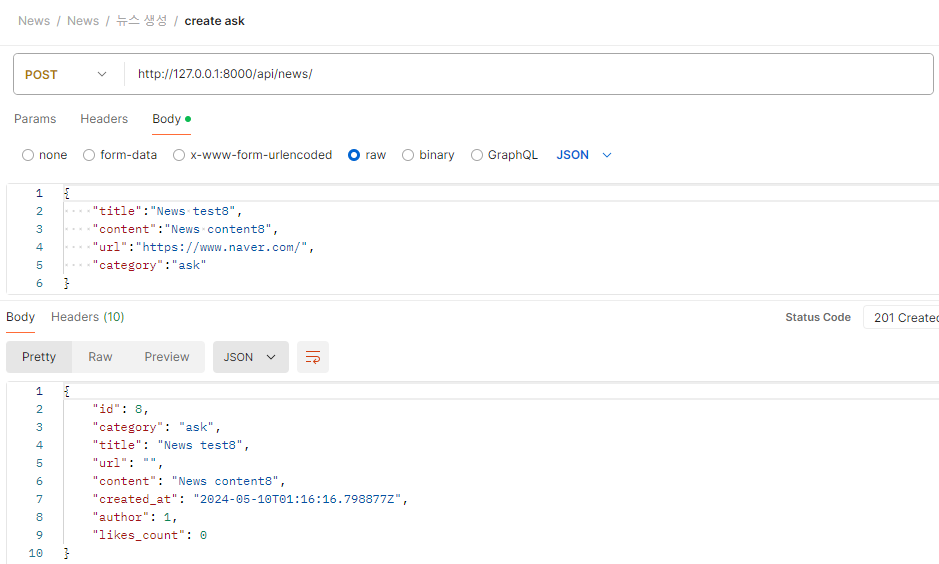 News / News / 뉴스 생성 / create ask
POST http://127.0.0.1:8000/api/news/
Params Headers Body
none form-data x-www-form-urlencoded raw binary GraphQL JSON
1 {
2 "title":"News test8",
3 "content":"News content8",
4 "url":"https://www.naver.com/",
5 "category":"ask"
6 }
Body Headers (10) Status Code 201 Created
Pretty Raw Preview JSON
1 {
2 "id": 8,
3 "category": "ask",
4 "title": "News test8",
5 "url": "",
6 "content": "News content8",
7 "created_at": "2024-05-10T01:16:16.798877Z",
8 "author": 1,
9 "likes_count": 0
10 }